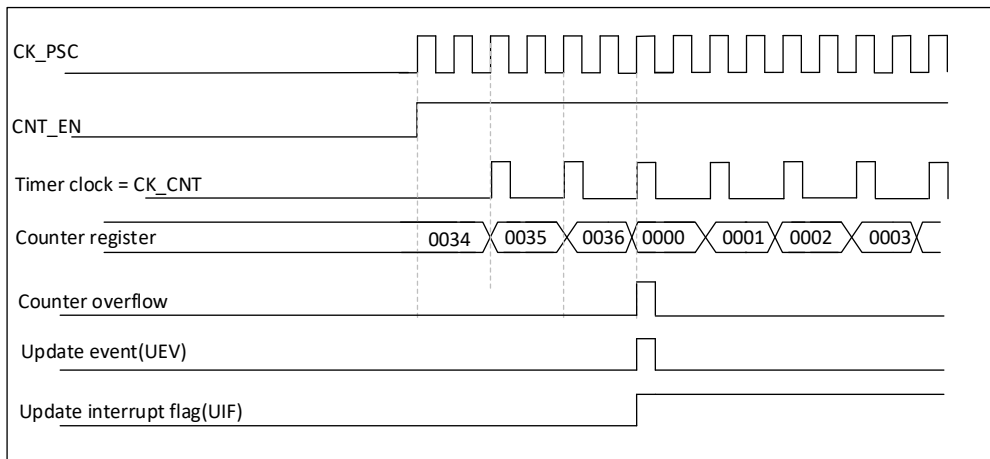 CK_PSC
CNT_EN
Timer clock = CK_CNT
Counter register
0034 0035 0036 0000 0001 0002 0003
Counter overflow
Update event(UEV)
Update interrupt flag(UIF)